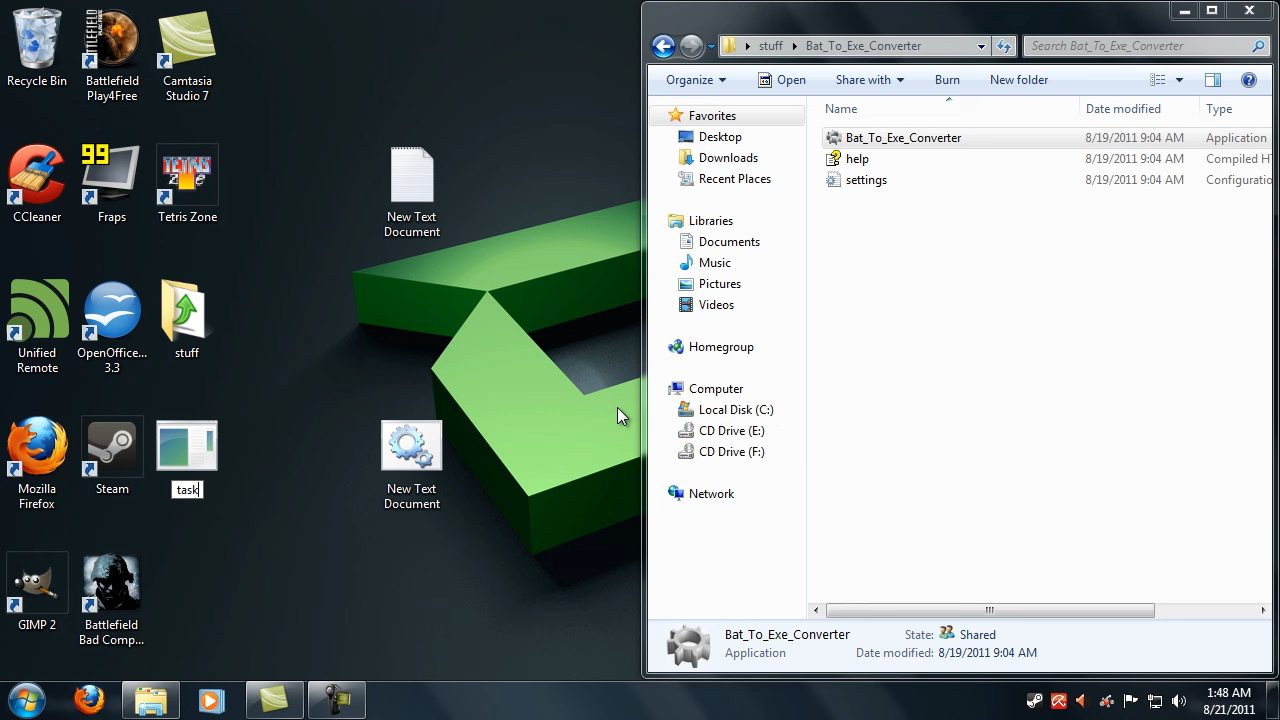 Recycle Bin
Battlefield
Play4Free
Camtasia
Studio 7
CCleaner
99
Fraps
TETRIS
Tetris Zone
Unified
Remote
OpenOffice...
3.3
stuff
Mozilla
Firefox
Steam
task
GIMP 2
Battlefield
Bad Comp...
New Text
Document
New Text
Document
stuff
Bat_To_Exe_Converter
Search Bat_To_Exe_Converter
Organize
Open
Share with
Burn
New folder
Favorites
Desktop
Downloads
Recent Places
Libraries
Documents
Music
Pictures
Videos
Homegroup
Computer
Local Disk (C:)
CD Drive (E:)
CD Drive (F:)
Network
Name Date modified Type
Bat_To_Exe_Converter 8/19/2011 9:04 AM Application
help 8/19/2011 9:04 AM Compiled H
settings 8/19/2011 9:04 AM Configuratio
Bat_To_Exe_Converter State: Shared
Application Date modified: 8/19/2011 9:04 AM
1:48 AM
8/21/2011